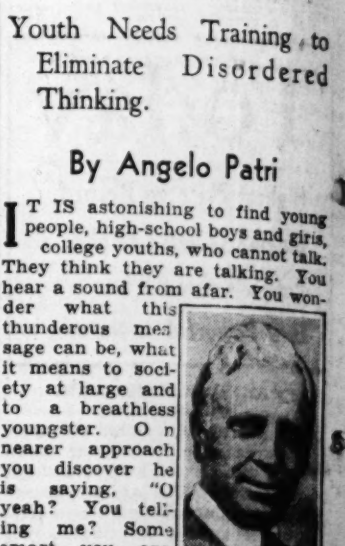 Youth Needs Training to
Eliminate Disordered
Thinking.
By Angelo Patri
IT IS astonishing to find young
people, high-school boys and girls,
college youths, who cannot talk.
They think they are talking. You
hear a sound from afar. You won-
der what this
thunderous mes
sage can be, what
it means to soci-
ety at large and
to a breathless
youngster. O n
nearer approach
you discover he
is saying, "O
yeah? You tell-
ing me? Some